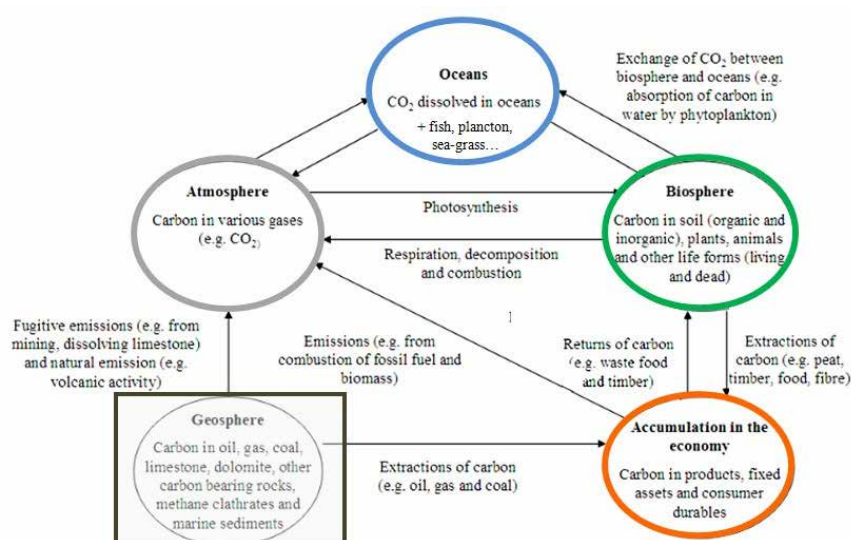 Oceans
CO₂ dissolved in oceans
+ fish, plancton,
sea-grass...
Exchange of CO₂ between
biosphere and oceans (e.g.
absorption of carbon in
water by phytoplankton)
Atmosphere
Carbon in various gases
(e.g. CO₂)
Photosynthesis
Respiration, decomposition
and combustion
Biosphere
Carbon in soil (organic and
inorganic), plants, animals
and other life forms (living
and dead)
Fugitive emissions (e.g. from
mining, dissolving limestone)
and natural emission (e.g.
volcanic activity)
Emissions (e.g. from
combustion of fossil fuel and
biomass)
Returns of carbon
(e.g. waste food
and timber)
Extractions of
carbon (e.g. peat,
timber, food, fibre)
Geosphere
Carbon in oil, gas, coal,
limestone, dolomite, other
carbon bearing rocks,
methane clathrates and
marine sediments
Extractions of carbon
(e.g. oil, gas and coal)
Accumulation in the
economy
Carbon in products, fixed
assets and consumer
durables